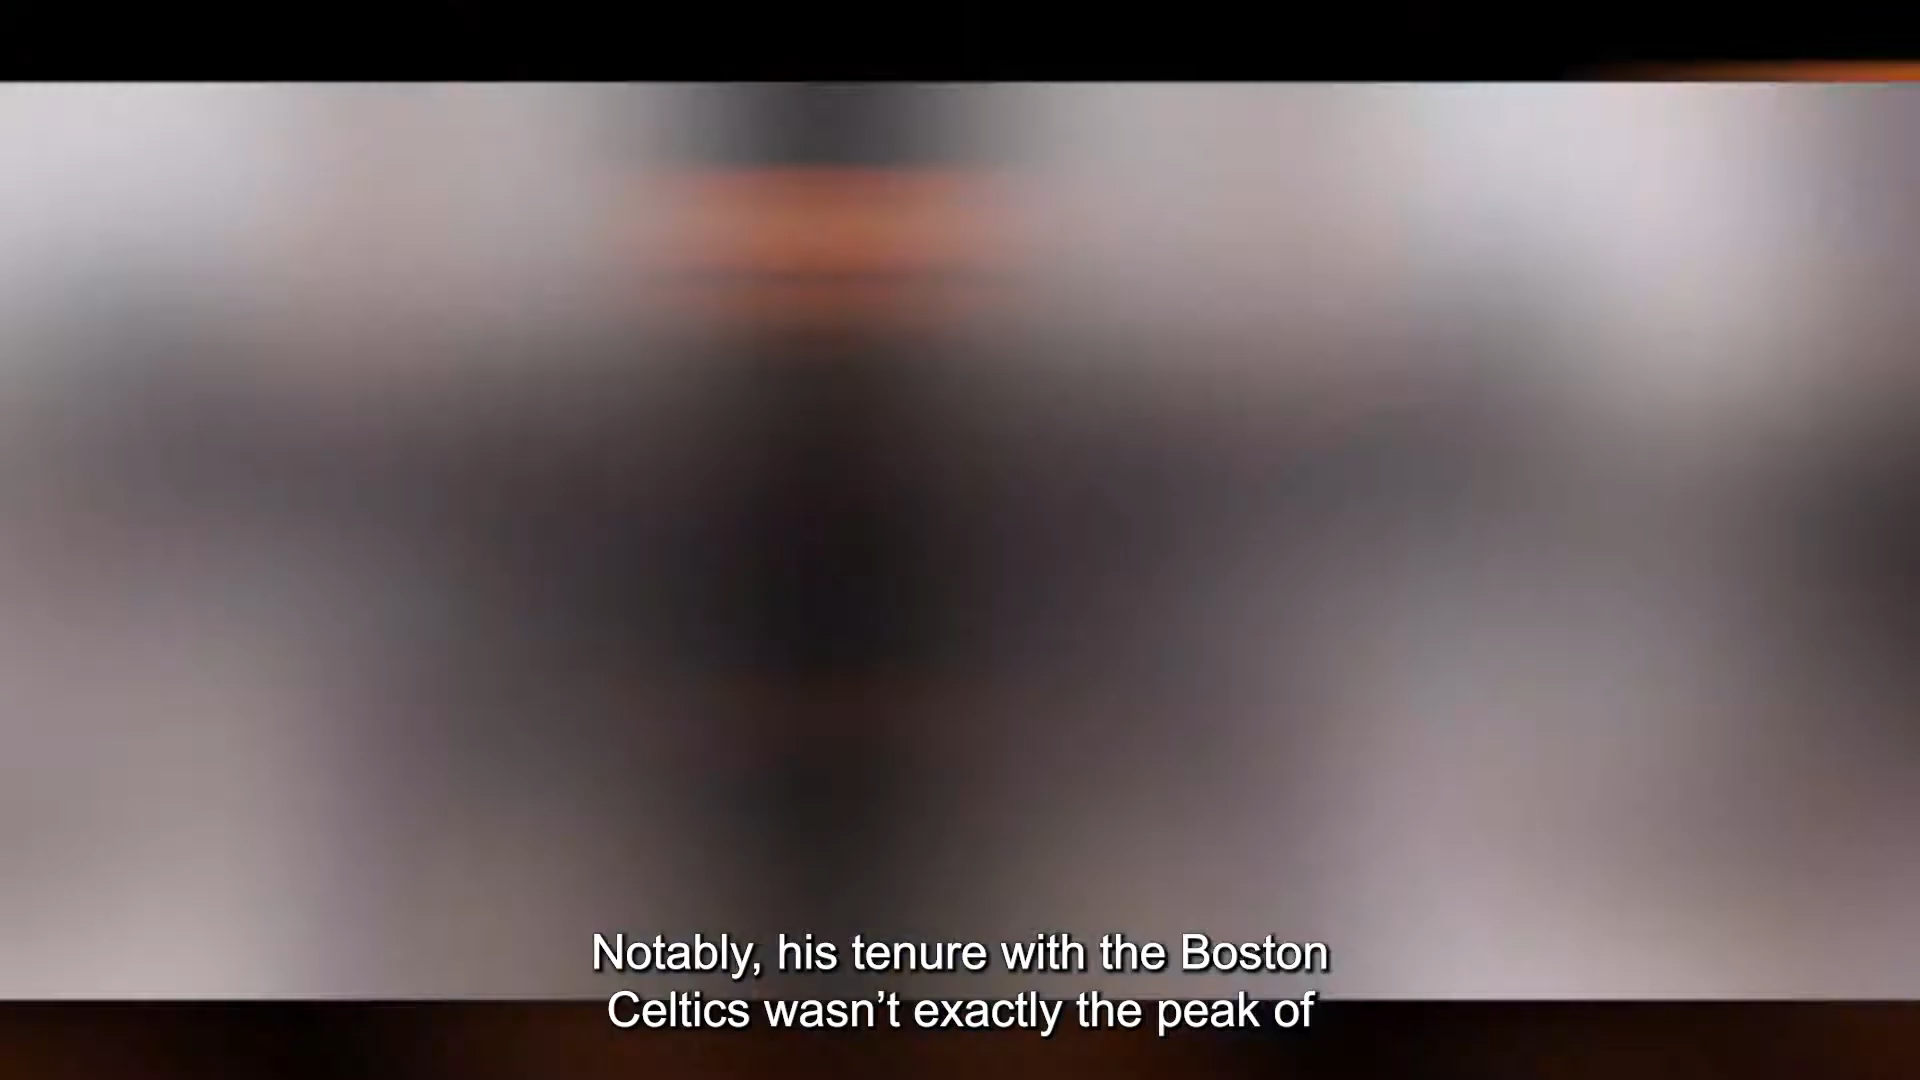 Notably, his tenure with the Boston
Celtics wasn’t exactly the peak of